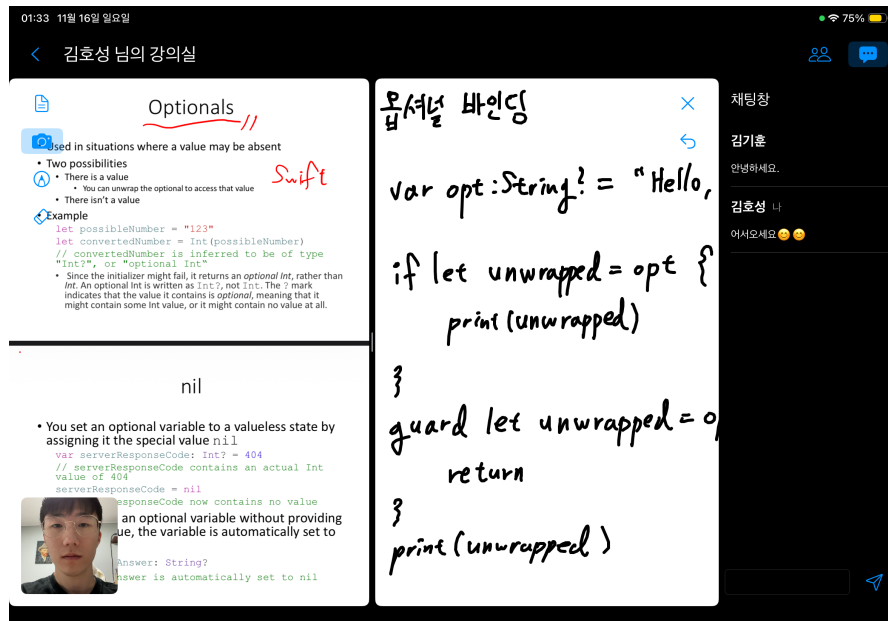 01:33 11월 16일 일요일
75%
김호성 님의 강의실
Optionals
Swift
Used in situations where a value may be absent
• Two possibilities
• There is a value
• You can unwrap the optional to access that value
• There isn't a value
• Example
let possibleNumber = "123"
let convertedNumber = Int(possibleNumber)
// convertedNumber is inferred to be of type
"Int?", or "optional Int"
• Since the initializer might fail, it returns an optional Int, rather than
Int. An optional Int is written as Int?, not Int. The ? mark
indicates that the value it contains is optional, meaning that it
might contain some Int value, or it might contain no value at all.
nil
• You set an optional variable to a valueless state by
assigning it the special value nil
var serverResponseCode: Int? = 404
// serverResponseCode contains an actual Int
value of 404
serverResponseCode = nil
esponseCode now contains no value
an optional variable without providing
ue, the variable is automatically set to
Answer: String?
nswer is automatically set to nil
옵셔널 바인딩
var opt:String? = "Hello,
if let unwrapped = opt {
print(unwrapped)
}
guard let unwrapped = op
return
}
print(unwrapped)
채팅창
김기훈
안녕하세요.
김호성 나
어서오세요😊😊